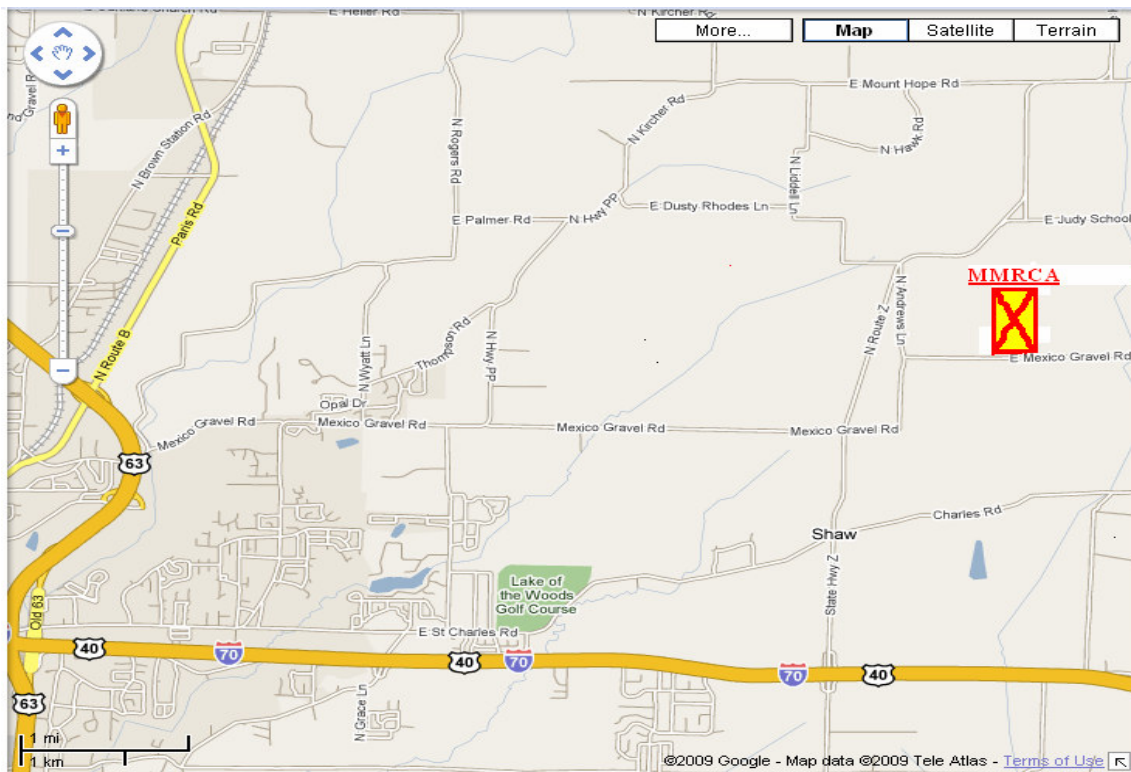 E Oakland Church Rd
E Heller Rd
N Kircher Rd
More...
Map
Satellite
Terrain
E Mount Hope Rd
N Kircher Rd
N Hawk Rd
N Brown Station Rd
N Rogers Rd
N Liddell Ln
Paris Rd
E Palmer Rd
N Hwy PP
E Dusty Rhodes Ln
E Judy School
MMRCA
N Andrews Ln
N Route Z
E Mexico Gravel Rd
N Route B
N Wyatt Ln
Thompson Rd
N Hwy PP
Opal Dr
Mexico Gravel Rd
Mexico Gravel Rd
Mexico Gravel Rd
Mexico Gravel Rd
63
Charles Rd
Shaw
Lake of
the Woods
Golf Course
State Hwy Z
Old 63
E St Charles Rd
40
70
40
70
70
40
63
N Grace Ln
1 mi
1 km
©2009 Google - Map data ©2009 Tele Atlas - Terms of Use